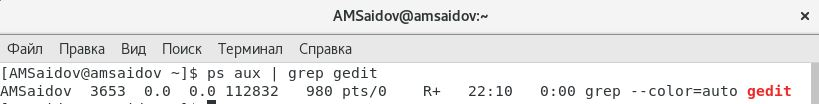 AMSaidov@amsaidov:~
Файл Правка Вид Поиск Терминал Справка
[AMSaidov@amsaidov ~]$ ps aux | grep gedit
AMSaidov  3653  0.0  0.0 112832   980 pts/0    R+   22:10   0:00 grep --color=auto gedit